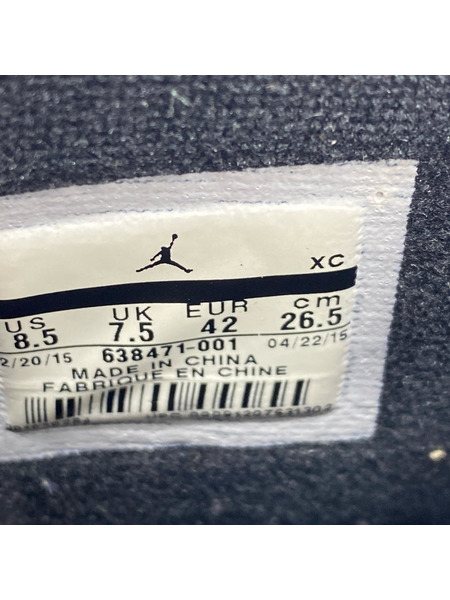 XC
US UK EUR cm
8.5 7.5 42 26.5
2/20/15 638471-001 04/22/15
MADE IN CHINA
FABRIQUE EN CHINE